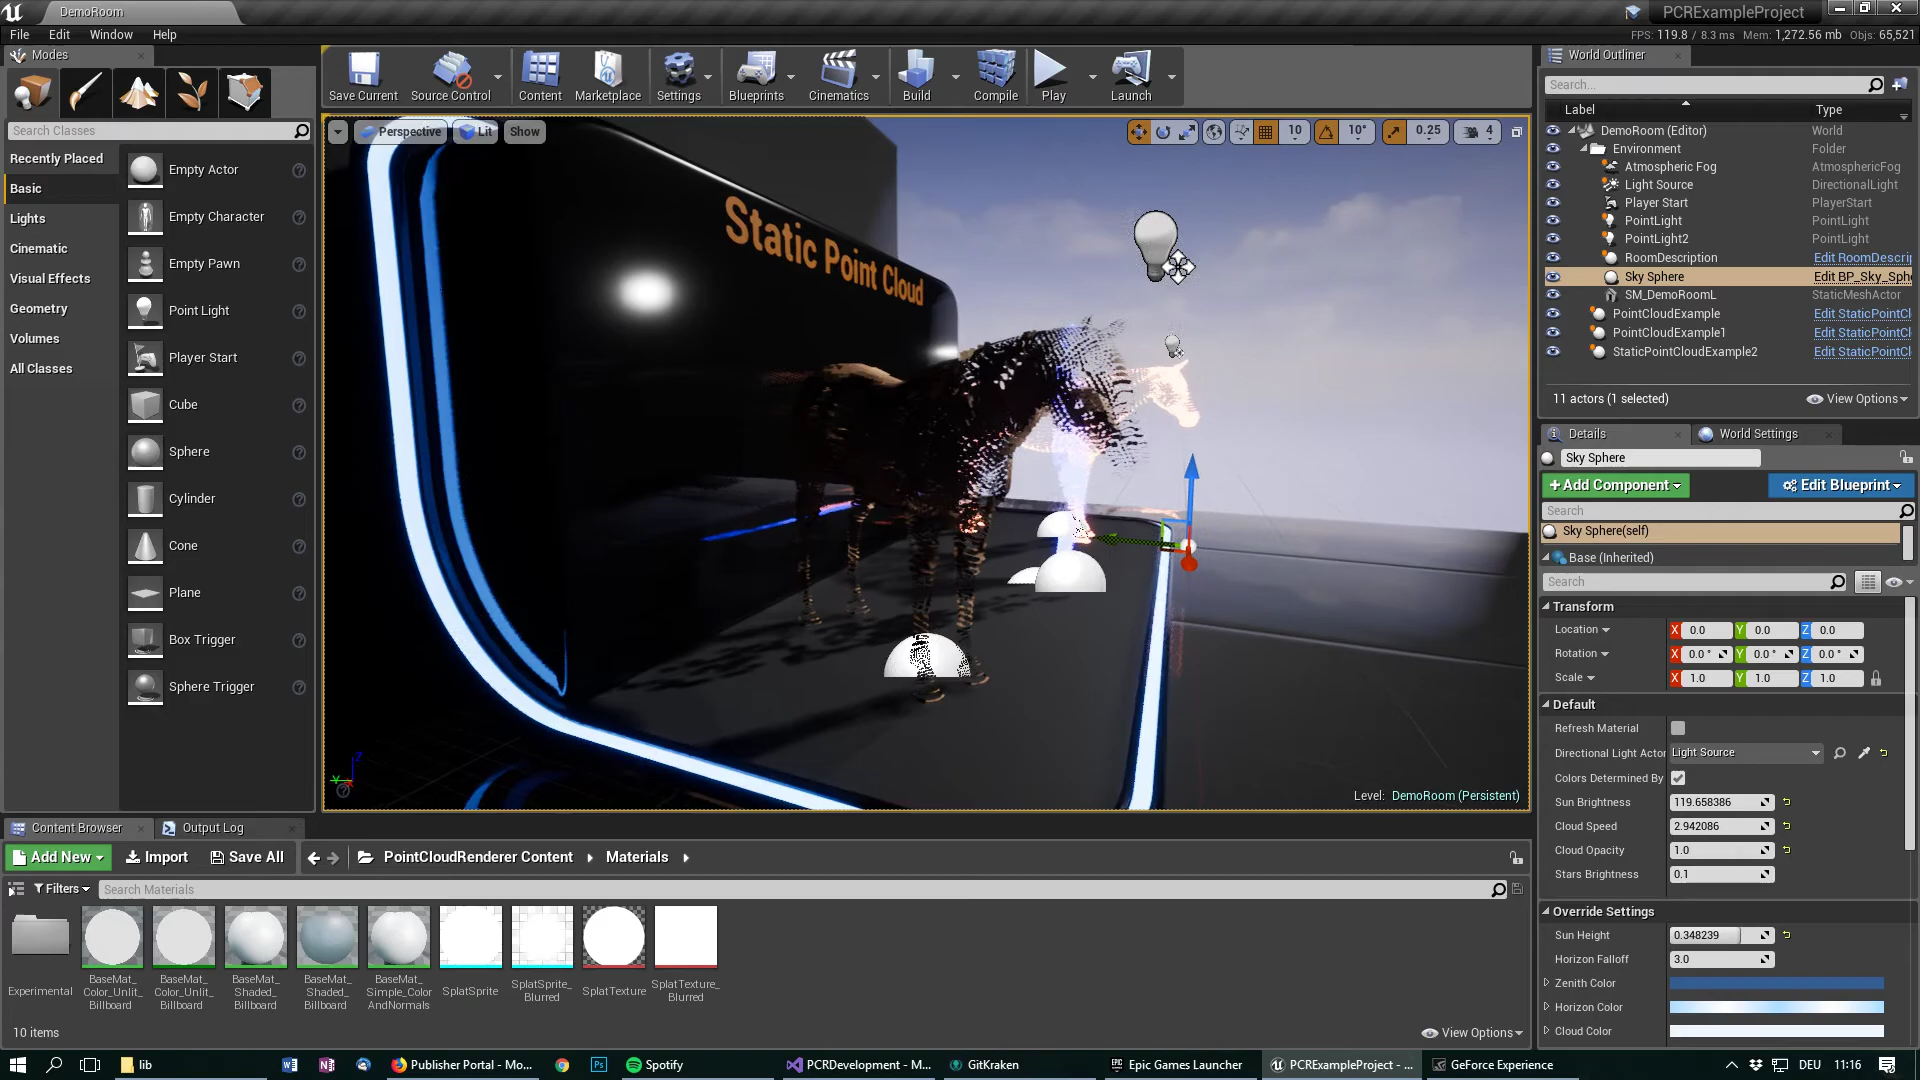 DemoRoom
PCRExampleProject
File Edit Window Help
FPS: 119.8 / 8.3 ms Mem: 1,272.56 mb Objs: 65,521
Modes
Search Classes
Recently Placed
Basic
Lights
Cinematic
Visual Effects
Geometry
Volumes
All Classes
Empty Actor
Empty Character
Empty Pawn
Point Light
Player Start
Cube
Sphere
Cylinder
Cone
Plane
Box Trigger
Sphere Trigger
Save Current Source Control Content Marketplace Settings Blueprints Cinematics Build Compile Play Launch
Perspective Lit Show
10 10° 0.25 4
Static Point Cloud
Level: DemoRoom (Persistent)
World Outliner
Search...
Label Type
DemoRoom (Editor) World
Environment Folder
Atmospheric Fog AtmosphericFog
Light Source DirectionalLight
Player Start PlayerStart
PointLight PointLight
PointLight2 PointLight
RoomDescription Edit RoomDescri
Sky Sphere Edit BP_Sky_Sph
SM_DemoRoomL StaticMeshActor
PointCloudExample Edit StaticPointCl
PointCloudExample1 Edit StaticPointCl
StaticPointCloudExample2 Edit StaticPointCl
11 actors (1 selected) View Options
Details World Settings
Sky Sphere
+ Add Component Edit Blueprint
Search
Sky Sphere(self)
Base (Inherited)
Search
Transform
Location X 0.0 Y 0.0 Z 0.0
Rotation X 0.0 ° Y 0.0 ° Z 0.0 °
Scale X 1.0 Y 1.0 Z 1.0
Default
Refresh Material
Directional Light Actor Light Source
Colors Determined By
Sun Brightness 119.658386
Cloud Speed 2.942086
Cloud Opacity 1.0
Stars Brightness 0.1
Override Settings
Sun Height 0.348239
Horizon Falloff 3.0
Zenith Color
Horizon Color
Cloud Color
Content Browser Output Log
Add New Import Save All PointCloudRenderer Content Materials
Filters Search Materials
Experimental
BaseMat_
Color_Unlit_
Billboard
BaseMat_
Color_Unlit_
Billboard
BaseMat_
Shaded_
Billboard
BaseMat_
Shaded_
Billboard
BaseMat_
Simple_Color
AndNormals
SplatSprite
SplatSprite_
Blurred
SplatTexture
SplatTexture_
Blurred
10 items View Options
lib Publisher Portal - Mo... Ps Spotify PCRDevelopment - M... GitKraken Epic Games Launcher PCRExampleProject - ... GeForce Experience DEU 11:16